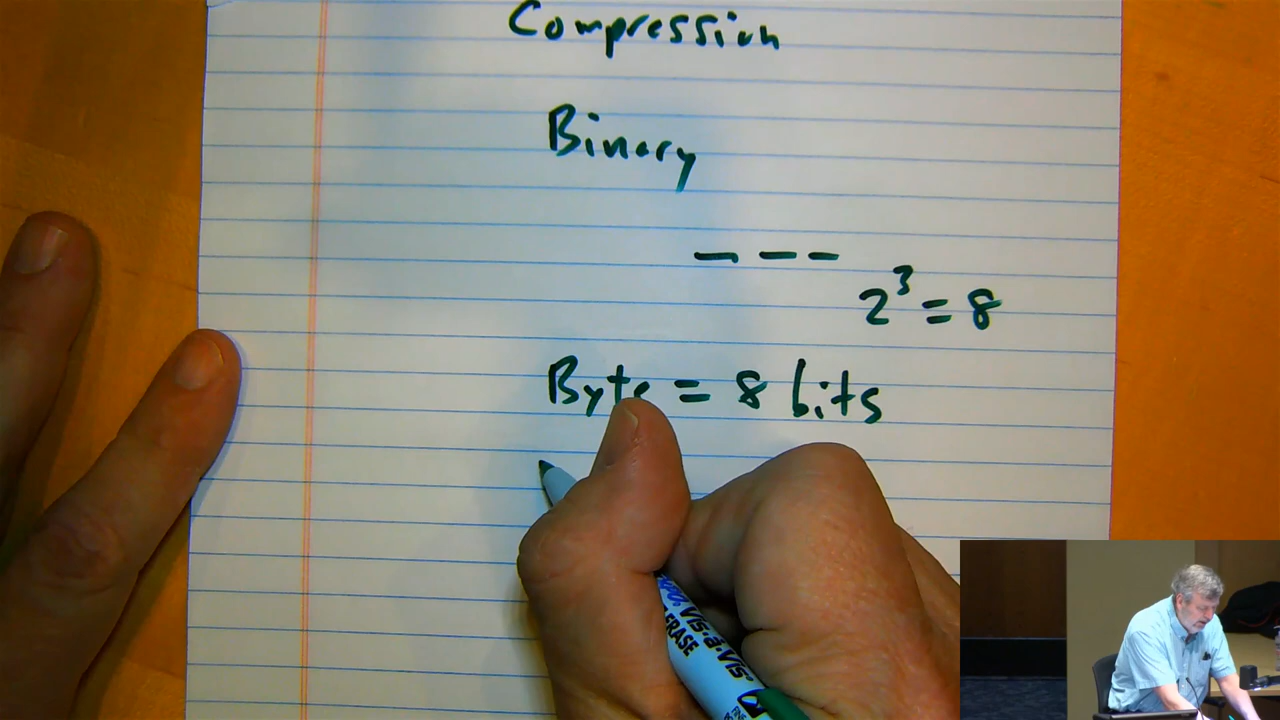 Compression
Binary
_ _ _
2³ = 8
Byte = 8 bits
Vis-à-Vis
ERASE